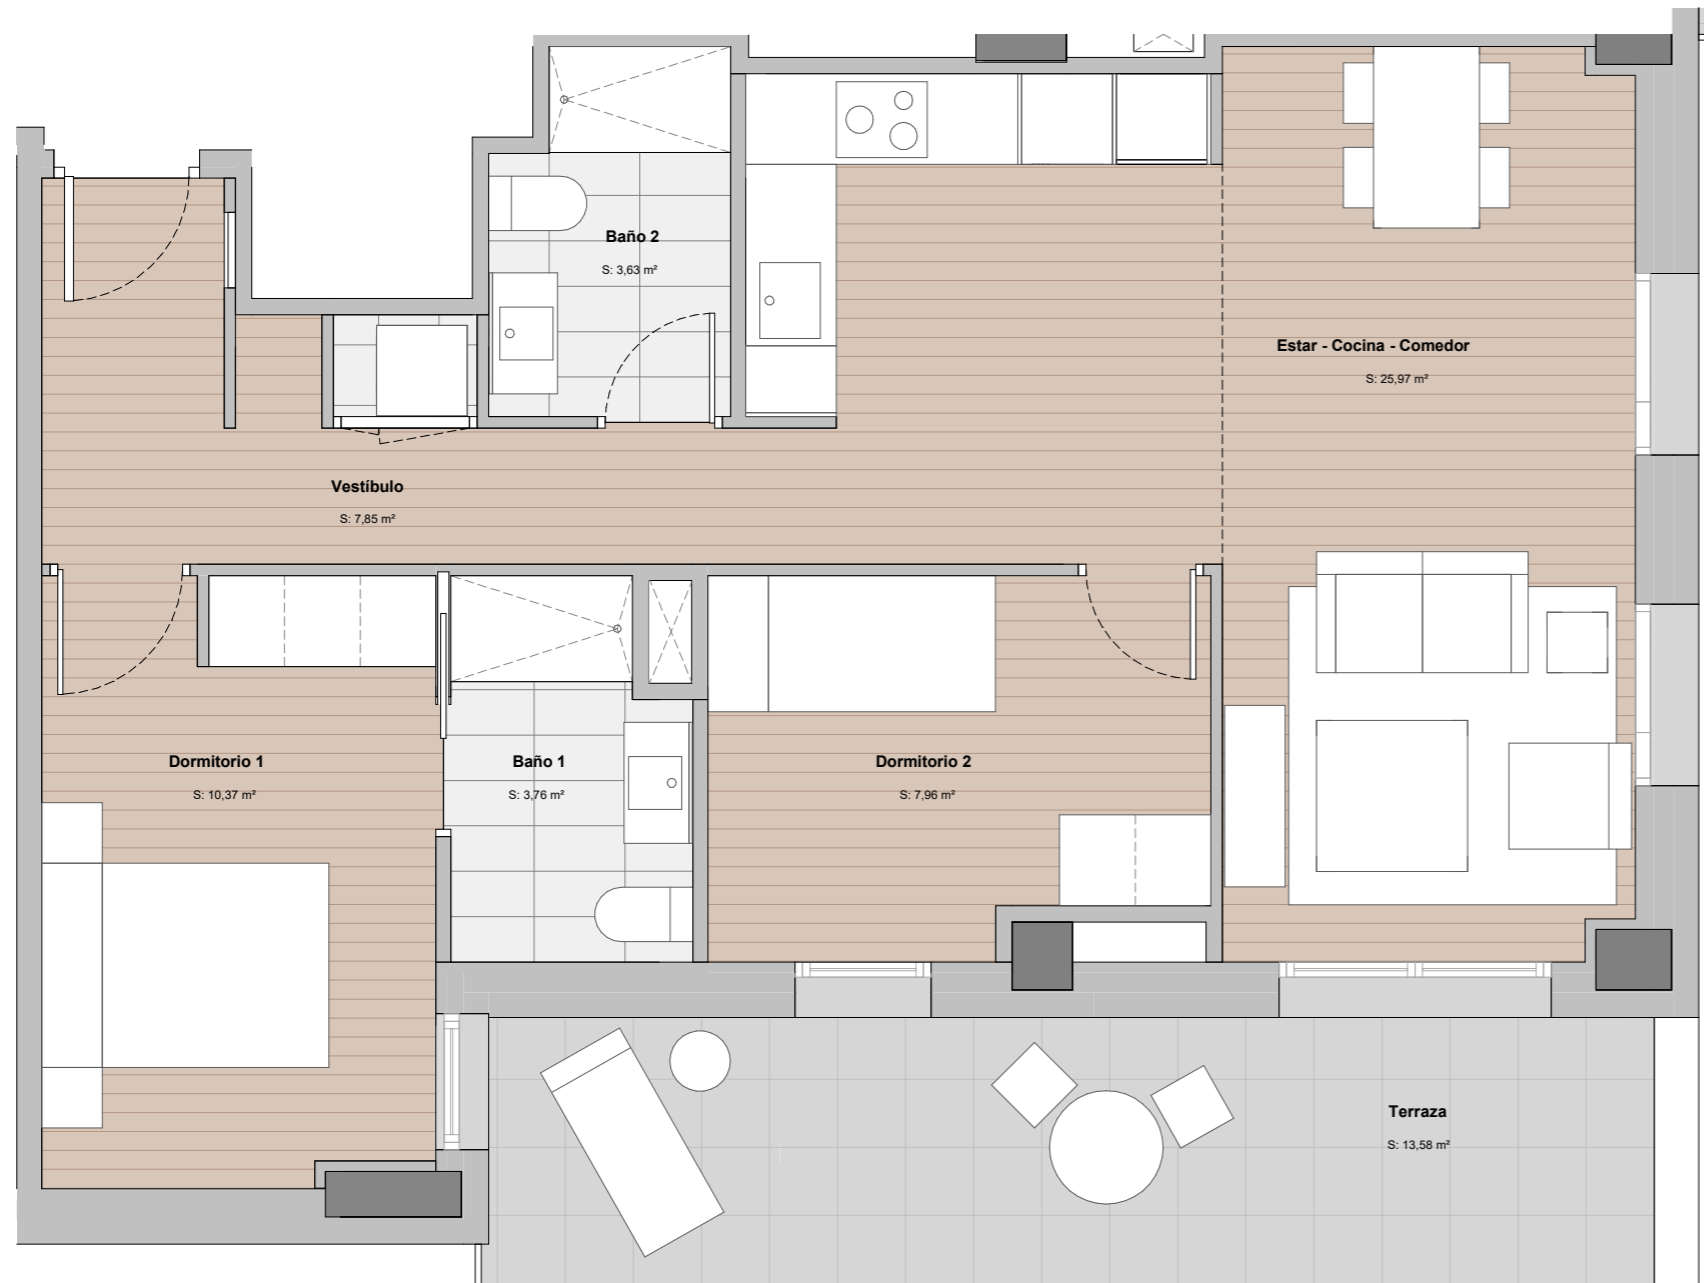 Baño 2
S: 3,63 m²
Estar - Cocina - Comedor
S: 25,97 m²
Vestíbulo
S: 7,85 m²
Dormitorio 1
S: 10,37 m²
Baño 1
S: 3,76 m²
Dormitorio 2
S: 7,96 m²
Terraza
S: 13,58 m²